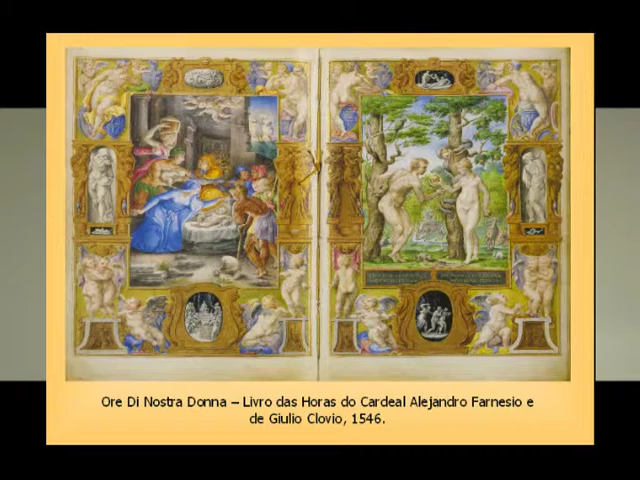 Ore Di Nostra Donna – Livro das Horas do Cardeal Alejandro Farnesio e
de Giulio Clovio, 1546.